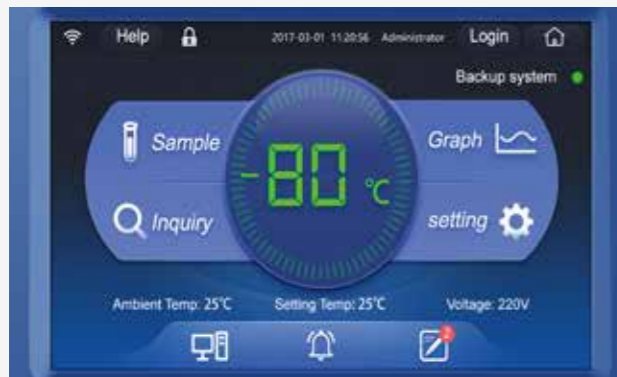 Help 2017-03-01 11:20:56 Administrator Login
Backup system
Sample
Graph
-80 °C
Inquiry
setting
Ambient Temp: 25°C Setting Temp: 25°C Voltage: 220V
2